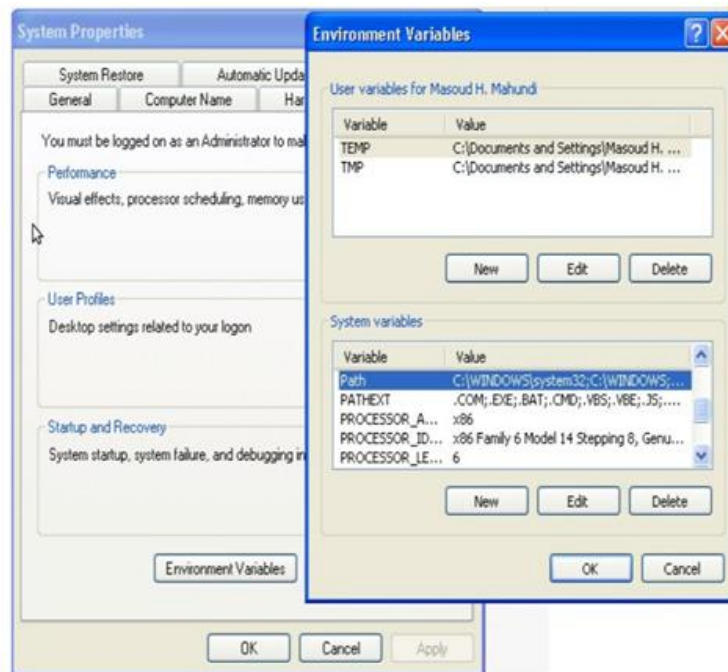 System Properties
System Restore
Automatic Upda
General
Computer Name
Har
You must be logged on as an Administrator to mak
Performance
Visual effects, processor scheduling, memory us
User Profiles
Desktop settings related to your logon
Startup and Recovery
System startup, system failure, and debugging in
Environment Variables
OK
Cancel
Apply
Environment Variables
User variables for Masoud H. Mahundi
Variable Value
TEMP C:\Documents and Settings\Masoud H. ...
TMP C:\Documents and Settings\Masoud H. ...
New Edit Delete
System variables
Variable Value
Path C:\WINDOWS\system32;C:\WINDOWS;...
PATHEXT .COM;.EXE;.BAT;.CMD;.VBS;.VBE;.JS;....
PROCESSOR_A... x86
PROCESSOR_ID... x86 Family 6 Model 14 Stepping 8, Genu...
PROCESSOR_LE... 6
New Edit Delete
OK Cancel